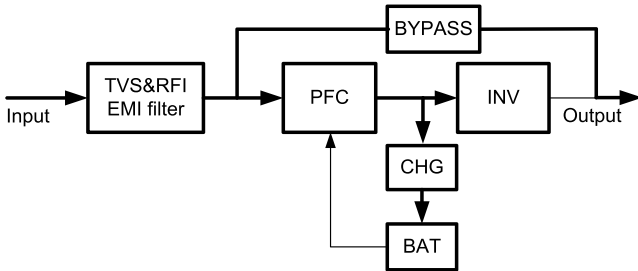 BYPASS
TVS&RFI
EMI filter
PFC
INV
Input
Output
CHG
BAT